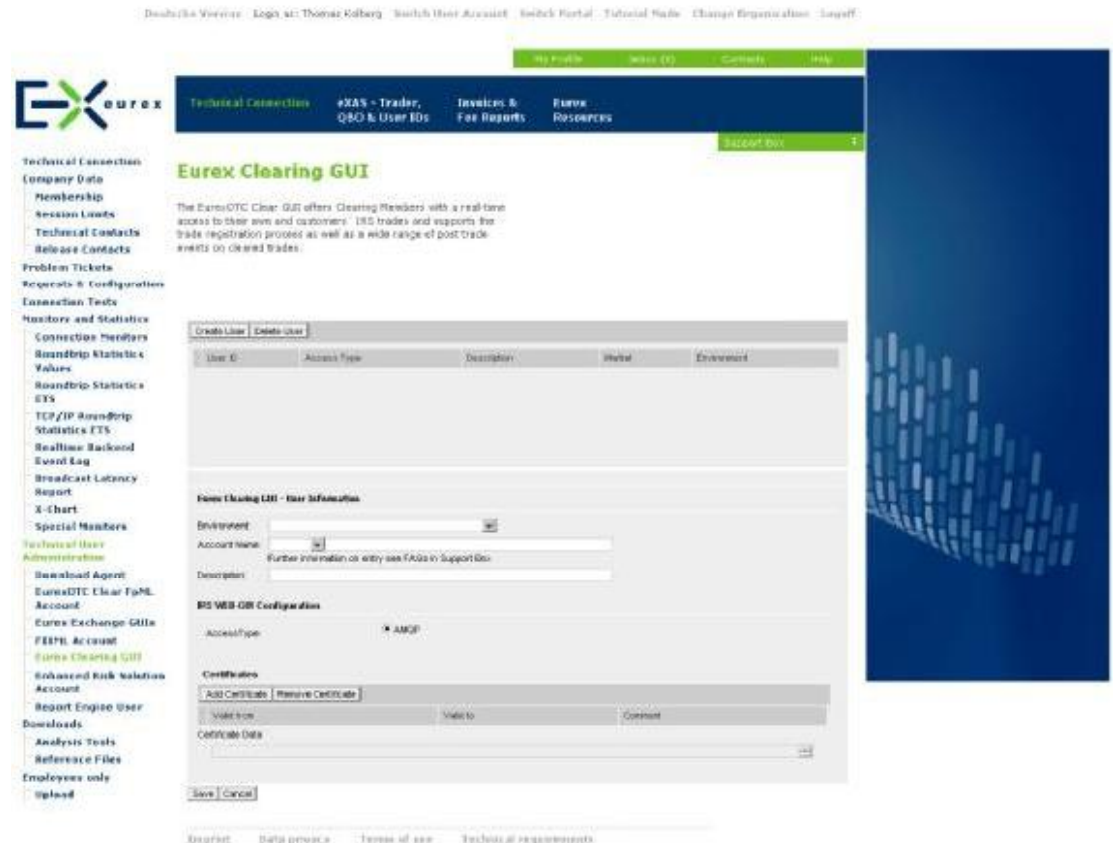 Deutsche Version Login as: Thomas Kolberg Switch User Account Switch Portal Tutorial Mode Change Organisation Logoff
My Profile Inbox (0) Contacts Help
eurex
Technical Connection
eXAS - Trader,
QBO & User IDs
Invoices &
Fee Reports
Eurex
Resources
Support Box
Technical Connection
Company Data
Membership
Session Limits
Technical Contacts
Release Contacts
Problem Tickets
Requests & Configuration
Connection Tests
Monitors and Statistics
Connection Monitors
Roundtrip Statistics
Values
Roundtrip Statistics
ETS
TCP/IP Roundtrip
Statistics ETS
Realtime Backend
Event Log
Broadcast Latency
Report
X-Chart
Special Monitors
Technical User
Administration
Download Agent
EurexOTC Clear FpML
Account
Eurex Exchange GUIs
FIXML Account
Eurex Clearing GUI
Enhanced Risk Solution
Account
Report Engine User
Downloads
Analysis Tools
Reference Files
Employees only
Upload
Eurex Clearing GUI
The EurexOTC Clear GUI offers Clearing Members with a real-time
access to their own and customers´ IRS trades and supports the
trade registration process as well as a wide range of post trade
events on cleared trades.
Create User Delete User
User ID Access Type Description Market Environment
Eurex Clearing GUI - User Information
Environment
Account Name
(Further information on entry see FAQs in Support Box
Description
IRS WEB-GUI Configuration
AccessType AMQP
Certificates
Add Certificate Remove Certificate
Valid from Valid to Comment
Certificate Data
Save Cancel
Imprint Data privacy Terms of use Technical requirements